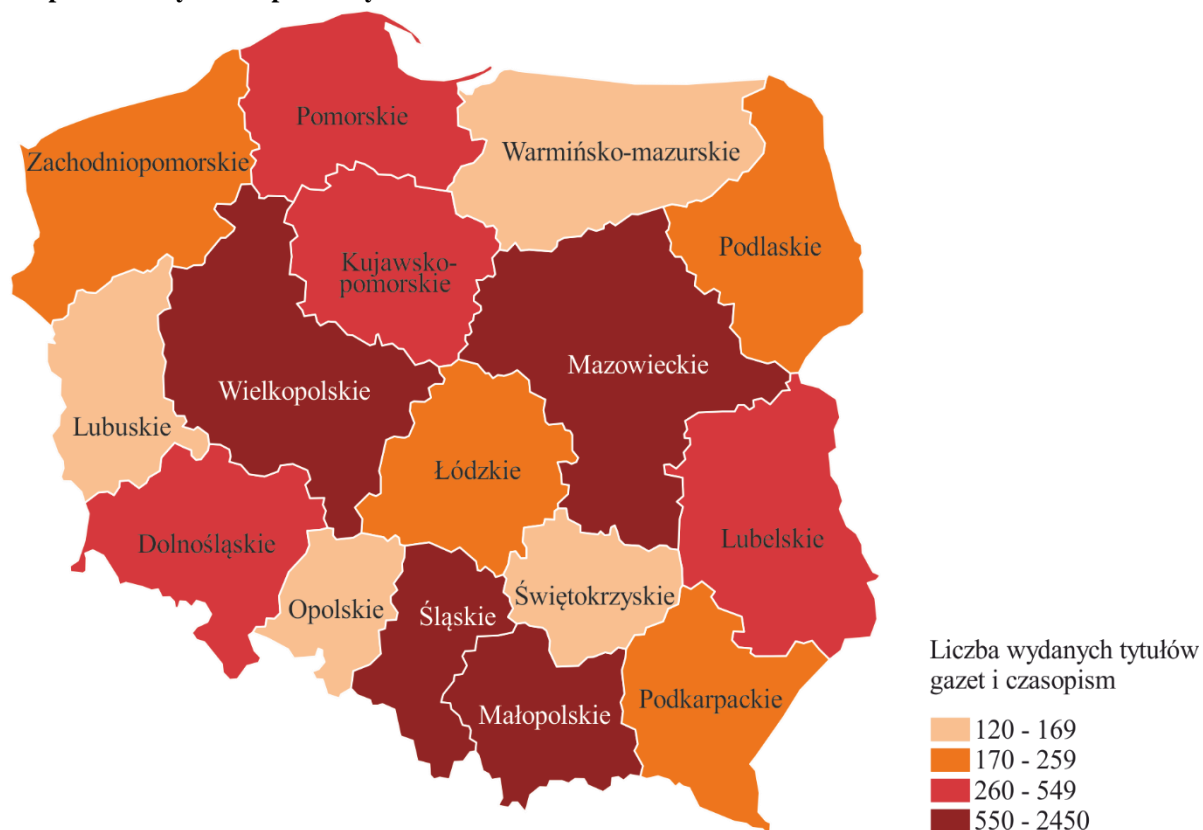 Pomorskie
Warmińsko-mazurskie
Zachodniopomorskie
Podlaskie
Kujawsko-
pomorskie
Mazowieckie
Wielkopolskie
Lubuskie
Łódzkie
Lubelskie
Dolnośląskie
Opolskie
Śląskie
Świętokrzyskie
Małopolskie
Podkarpackie
Liczba wydanych tytułów
gazet i czasopism
120 - 169
170 - 259
260 - 549
550 - 2450